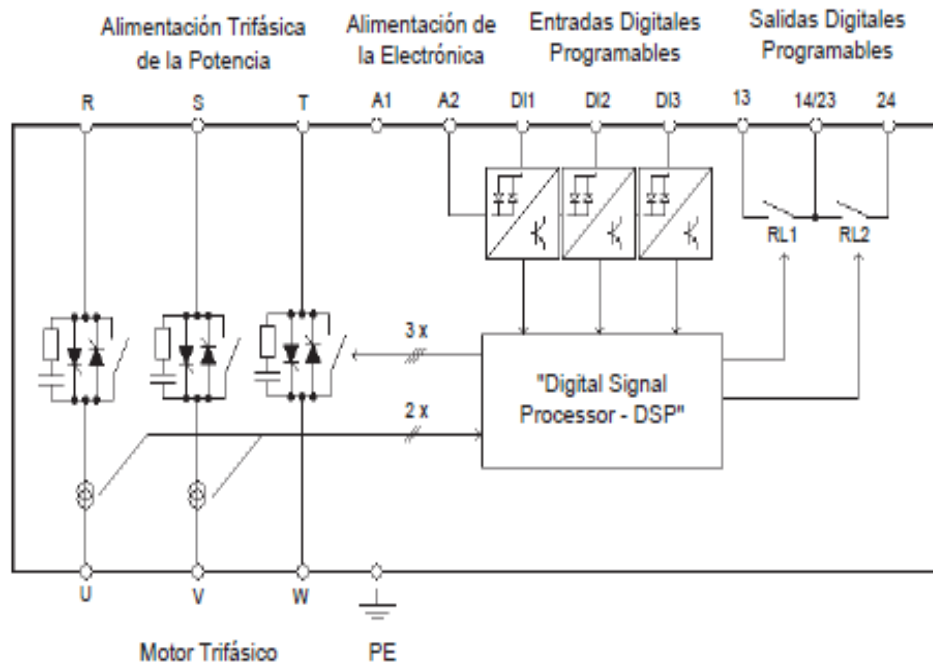 Alimentación Trifásica
de la Potencia
Alimentación de
la Electrónica
Entradas Digitales
Programables
Salidas Digitales
Programables
R
S
T
A1
A2
DI1
DI2
DI3
13
14/23
24
RL1
RL2
3 x
2 x
"Digital Signal
Processor - DSP"
U
V
W
PE
Motor Trifásico